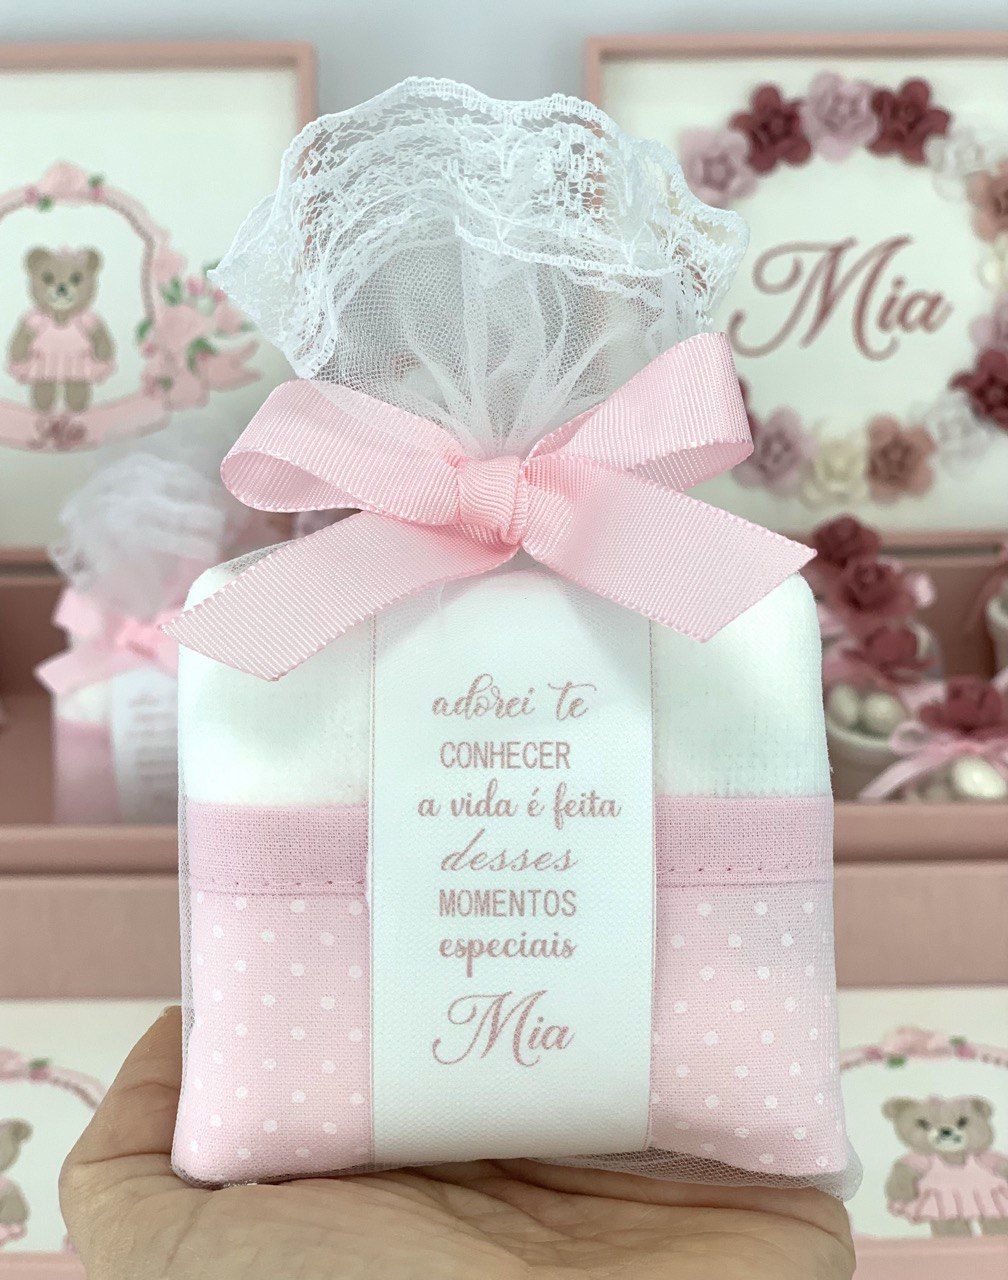 Mia
adorei te
CONHECER
a vida é feita
desses
MOMENTOS
especiais
Mia